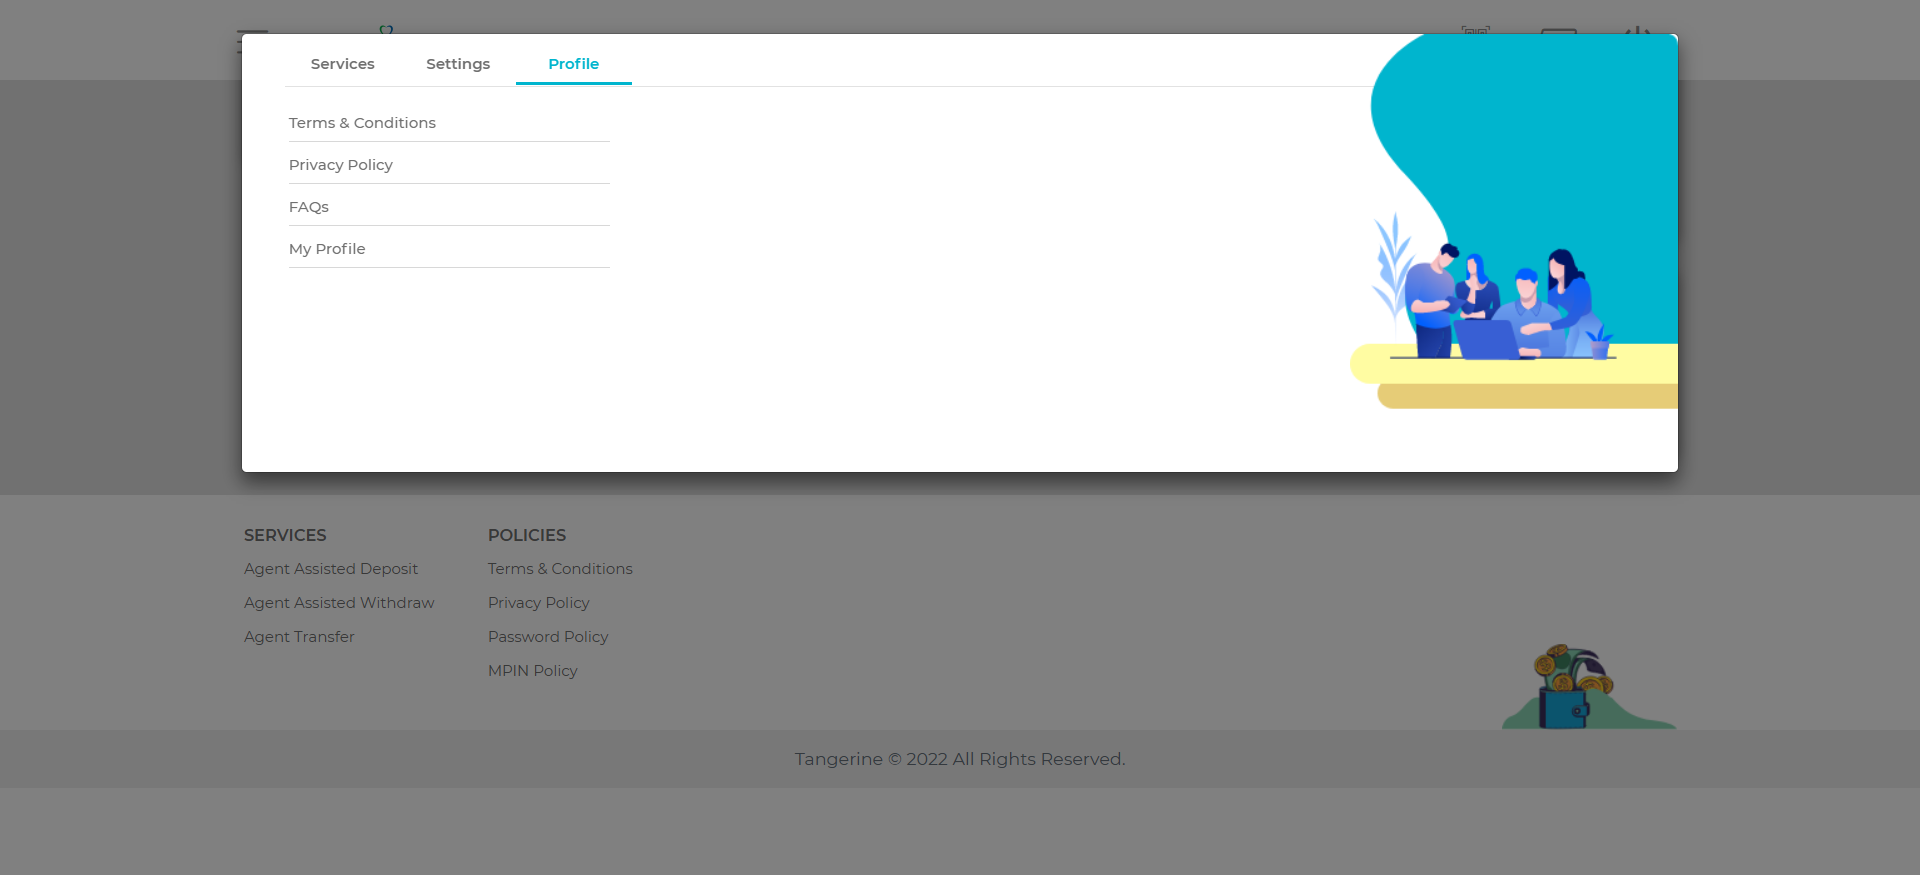 Services Settings Profile
Terms & Conditions
Privacy Policy
FAQs
My Profile
SERVICES
Agent Assisted Deposit
Agent Assisted Withdraw
Agent Transfer
POLICIES
Terms & Conditions
Privacy Policy
Password Policy
MPIN Policy
Tangerine © 2022 All Rights Reserved.